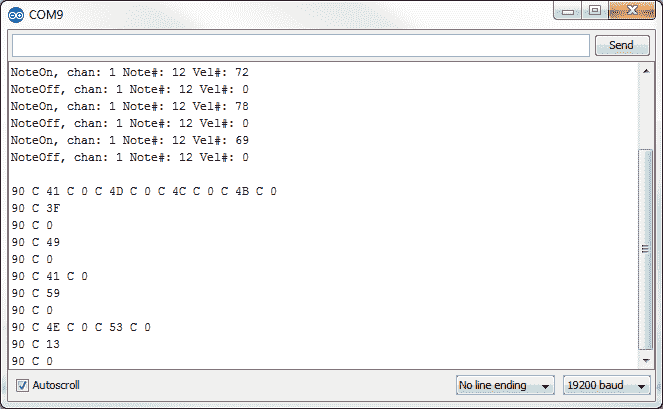 COM9
Send
NoteOn, chan: 1 Note#: 12 Vel#: 72
NoteOff, chan: 1 Note#: 12 Vel#: 0
NoteOn, chan: 1 Note#: 12 Vel#: 78
NoteOff, chan: 1 Note#: 12 Vel#: 0
NoteOn, chan: 1 Note#: 12 Vel#: 69
NoteOff, chan: 1 Note#: 12 Vel#: 0
90 C 41 C 0 C 4D C 0 C 4C C 0 C 4B C 0
90 C 3F
90 C 0
90 C 49
90 C 0
90 C 41 C 0
90 C 59
90 C 0
90 C 4E C 0 C 53 C 0
90 C 13
90 C 0
Autoscroll
No line ending
19200 baud